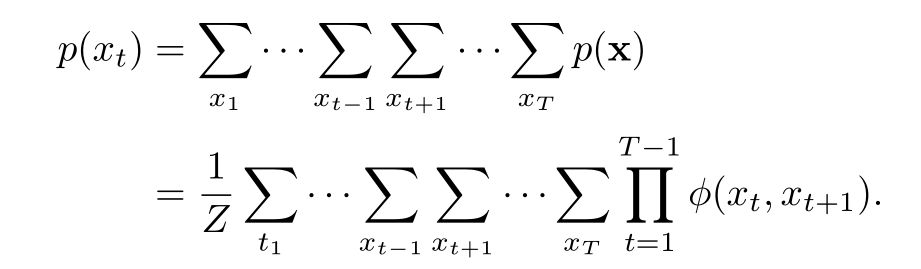 p(x_t) = \sum_{x_1} \cdots \sum_{x_{t-1}} \sum_{x_{t+1}} \cdots \sum_{x_T} p(\mathbf{x})
= \frac{1}{Z} \sum_{t_1} \cdots \sum_{x_{t-1}} \sum_{x_{t+1}} \cdots \sum_{x_T} \prod_{t=1}^{T-1} \phi(x_t, x_{t+1}).